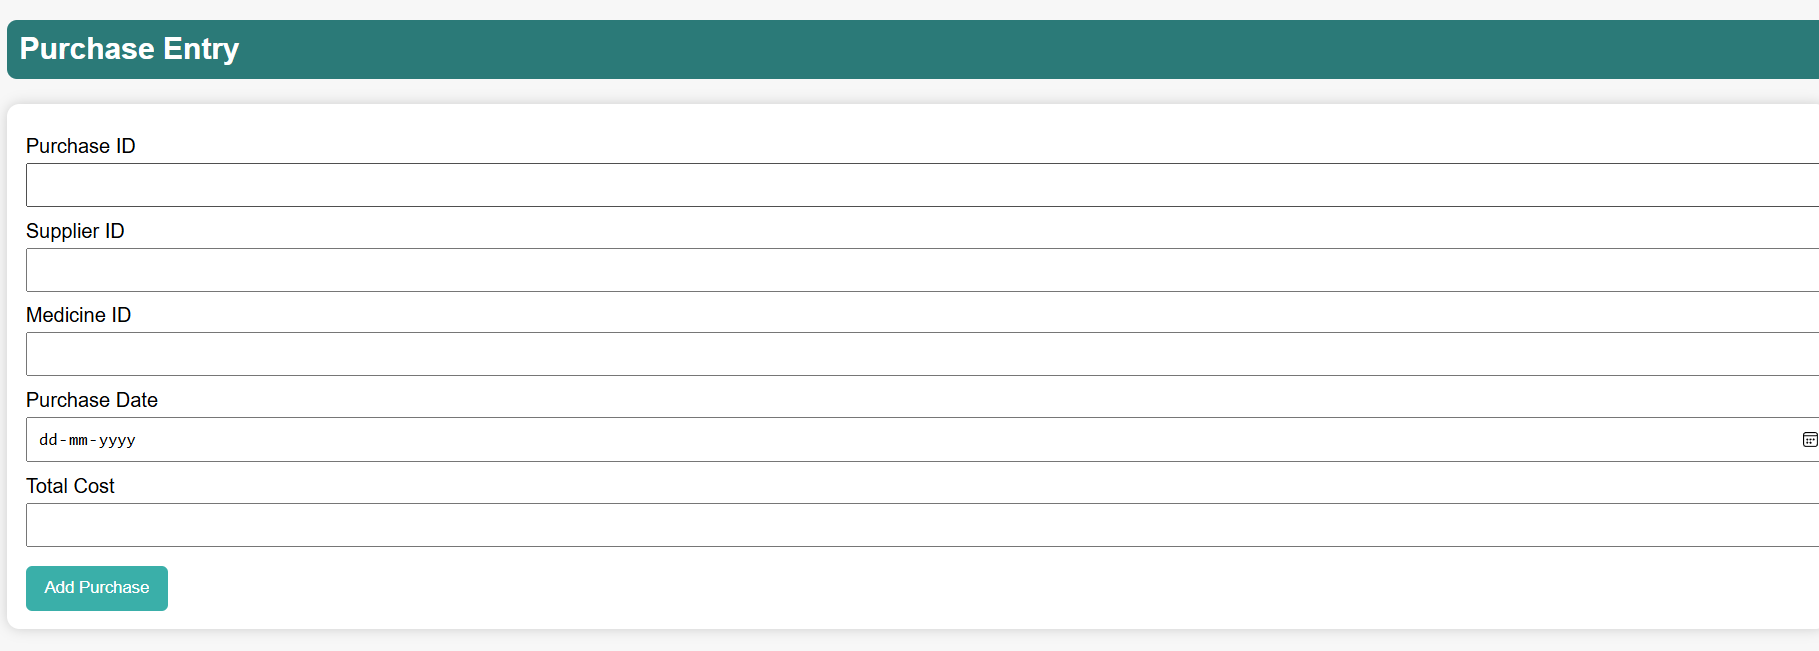 Purchase Entry
Purchase ID
Supplier ID
Medicine ID
Purchase Date
dd-mm-yyyy
Total Cost
Add Purchase